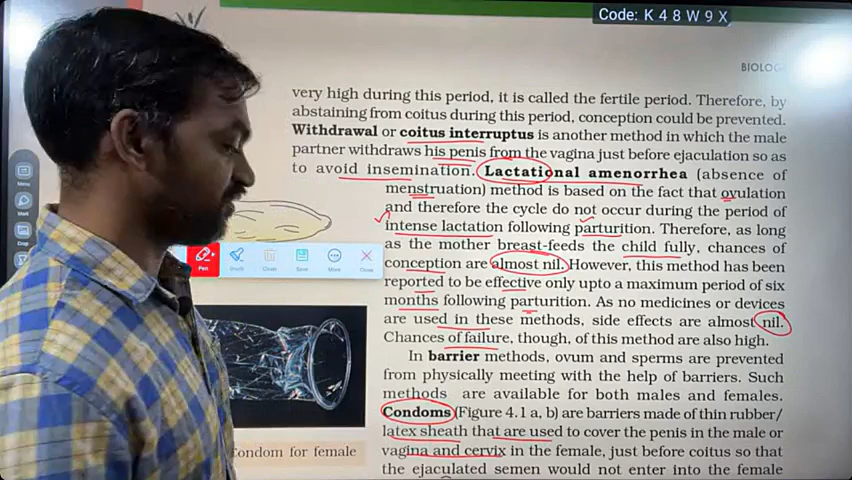 Code: K 4 8 W 9 X
BIOLOG
very high during this period, it is called the fertile period. Therefore, by
abstaining from coitus during this period, conception could be prevented.
Withdrawal or coitus interruptus is another method in which the male
partner withdraws his penis from the vagina just before ejaculation so as
to avoid insemination. Lactational amenorrhea (absence of
menstruation) method is based on the fact that ovulation
and therefore the cycle do not occur during the period of
intense lactation following parturition. Therefore, as long
as the mother breast-feeds the child fully, chances of
conception are almost nil. However, this method has been
reported to be effective only upto a maximum period of six
months following parturition. As no medicines or devices
are used in these methods, side effects are almost nil.
Chances of failure, though, of this method are also high.
In barrier methods, ovum and sperms are prevented
from physically meeting with the help of barriers. Such
methods are available for both males and females.
Condoms (Figure 4.1 a, b) are barriers made of thin rubber/
latex sheath that are used to cover the penis in the male or
vagina and cervix in the female, just before coitus so that
the ejaculated semen would not enter into the female
Menu
Pen
Save
More
Close
ondom for female